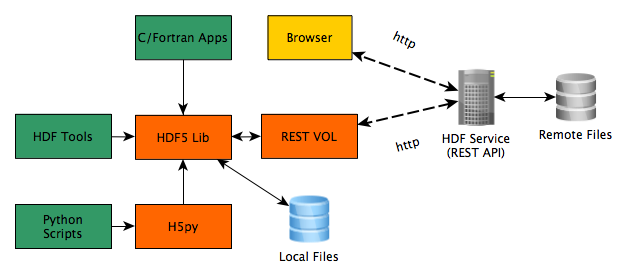 C/Fortran Apps
Browser
http
HDF Tools
HDF5 Lib
REST VOL
http
HDF Service
(REST API)
Remote Files
Python
Scripts
H5py
Local Files